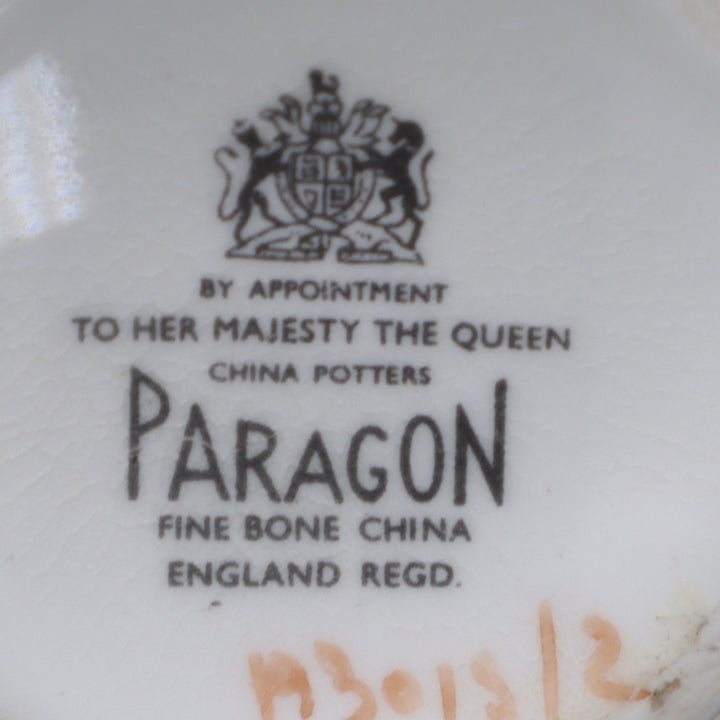 BY APPOINTMENT
TO HER MAJESTY THE QUEEN
CHINA POTTERS
PARAGON
FINE BONE CHINA
ENGLAND REGD.